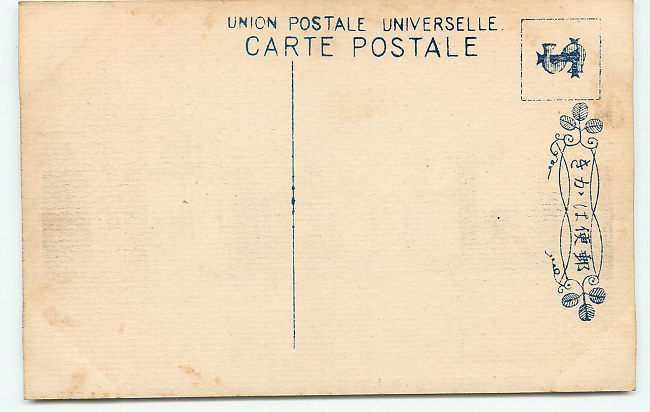 UNION POSTALE UNIVERSELLE.
CARTE POSTALE
郵便はかき